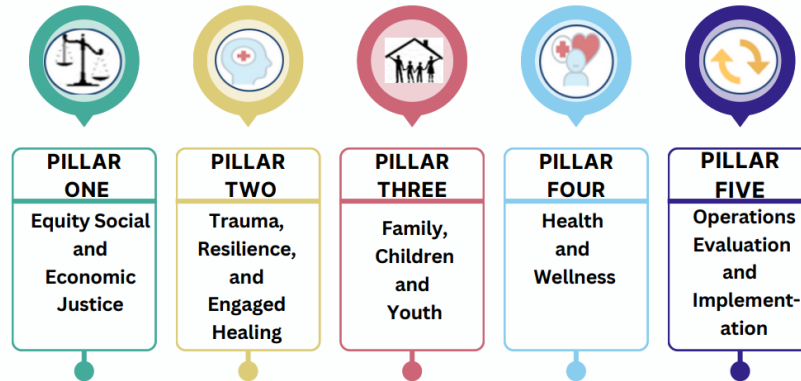 PILLAR
ONE
Equity Social
and
Economic
Justice
PILLAR
TWO
Trauma,
Resilience,
and
Engaged
Healing
PILLAR
THREE
Family,
Children
and
Youth
PILLAR
FOUR
Health
and
Wellness
PILLAR
FIVE
Operations
Evaluation
and
Implement-
ation